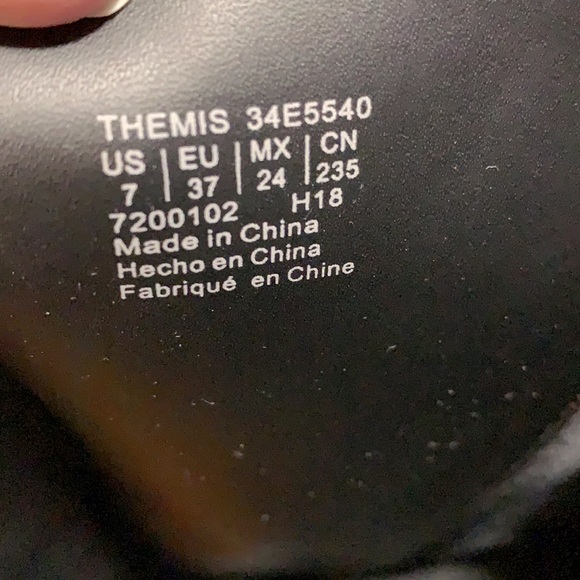 THEMIS 34E5540
US | EU | MX | CN
7 | 37 | 24 | 235
7200102 H18
Made in China
Hecho en China
Fabriqué en Chine